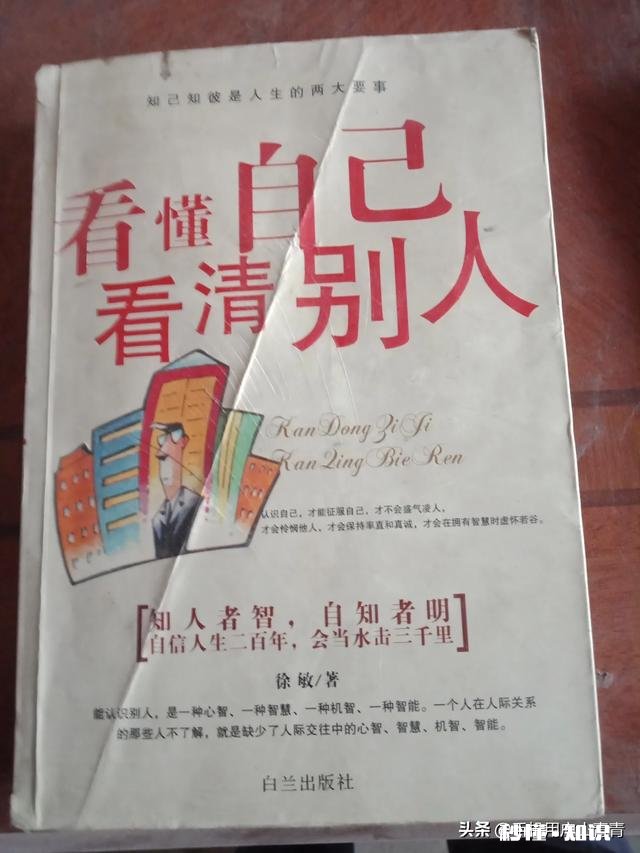 知己知彼是人生的两大要事
看懂自己
看清别人
Kan Dong Zi Ji
Kan Qing Bie Ren
认识自己，才能征服自己，才不会盛气凌人，
才会怜悯他人，才会保持率直和真诚，才会在拥有智慧时虚怀若谷。
知人者智，自知者明
自信人生二百年，会当水击三千里
徐敏/著
能认识别人，是一种心智、一种智慧、一种机智、一种智能。一个人在人际关系
的那些人不了解，就是缺少了人际交往中的心智、智慧、机智、智能。
白兰出版社
头条